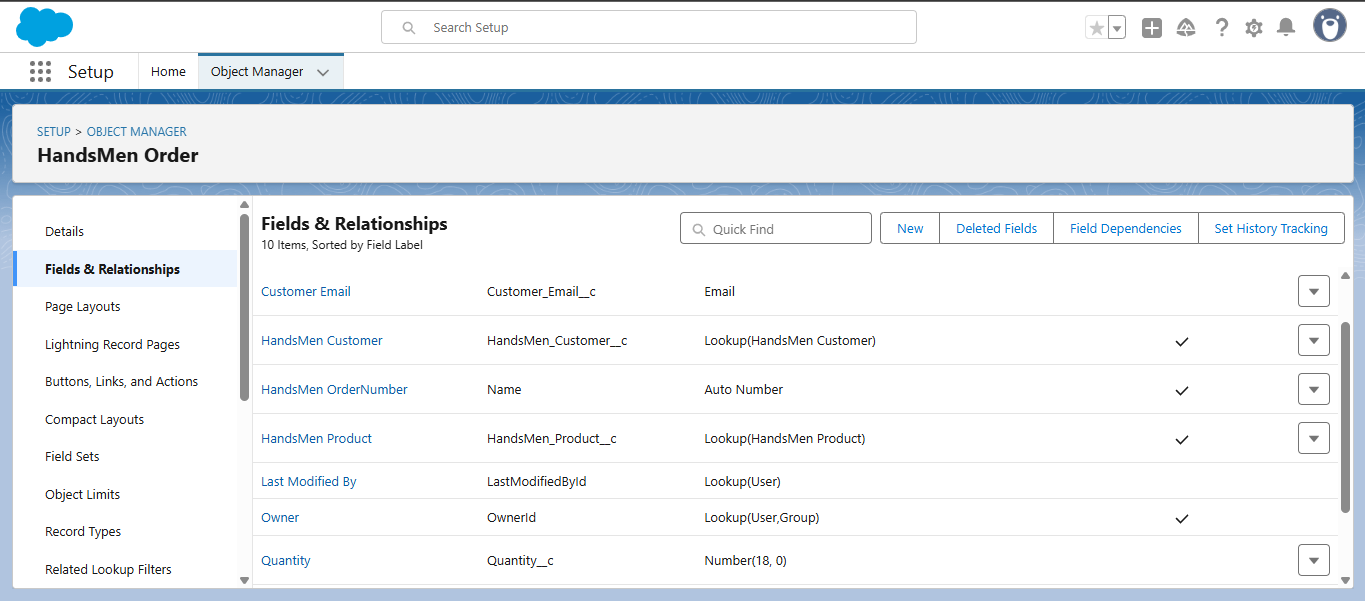 Search Setup
Setup
Home
Object Manager
SETUP > OBJECT MANAGER
HandsMen Order
Details
Fields & Relationships
Page Layouts
Lightning Record Pages
Buttons, Links, and Actions
Compact Layouts
Field Sets
Object Limits
Record Types
Related Lookup Filters
Fields & Relationships
10 Items, Sorted by Field Label
Quick Find
New
Deleted Fields
Field Dependencies
Set History Tracking
Customer Email Customer_Email__c Email
HandsMen Customer HandsMen_Customer__c Lookup(HandsMen Customer)
HandsMen OrderNumber Name Auto Number
HandsMen Product HandsMen_Product__c Lookup(HandsMen Product)
Last Modified By LastModifiedById Lookup(User)
Owner OwnerId Lookup(User,Group)
Quantity Quantity__c Number(18, 0)